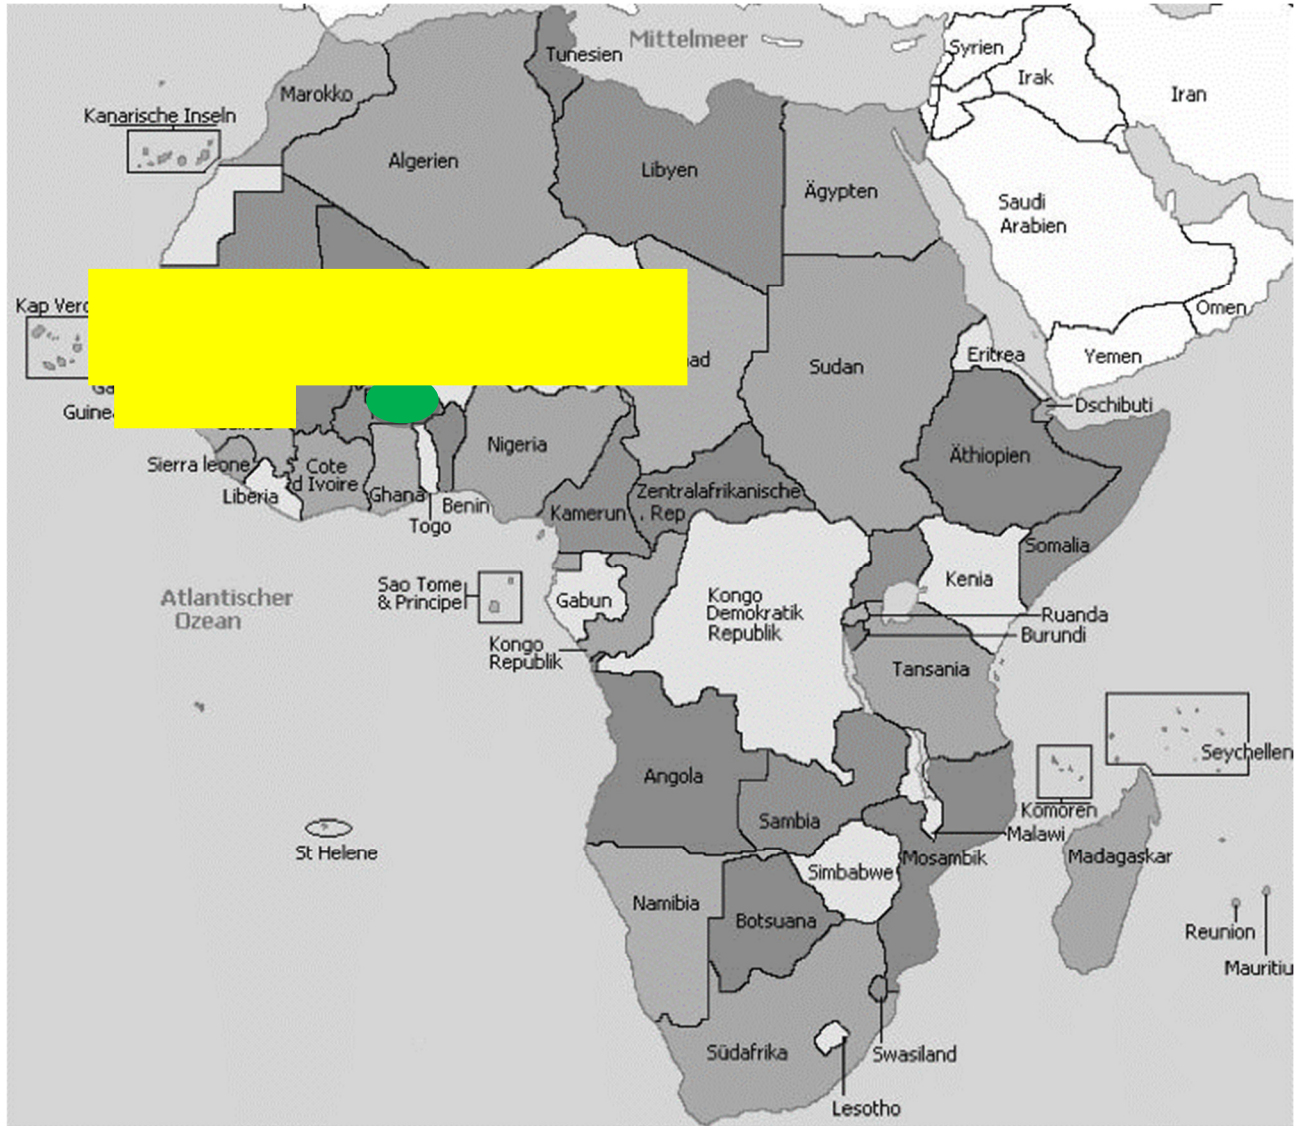 Mittelmeer
Tunesien
Syrien
Irak
Iran
Marokko
Kanarische Inseln
Algerien
Libyen
Ägypten
Saudi
Arabien
Kap Verd
Omen
ad
Sudan
Eritrea
Yemen
Ga
Guinea
Dschibuti
Nigeria
Äthiopien
Sierra leone
Cote
d Ivoire
Liberia
Ghana
Togo
Benin
Kamerun
Zentralafrikanische
. Rep
Somalia
Atlantischer
Ozean
Sao Tome
& Principe
Gabun
Kongo
Demokratik
Republik
Kenia
Ruanda
Burundi
Kongo
Republik
Tansania
Seychellen
Angola
Sambia
Komoren
Malawi
St Helene
Simbabwe
Mosambik
Madagaskar
Namibia
Botsuana
Reunion
Mauritiu
Südafrika
Swasiland
Lesotho